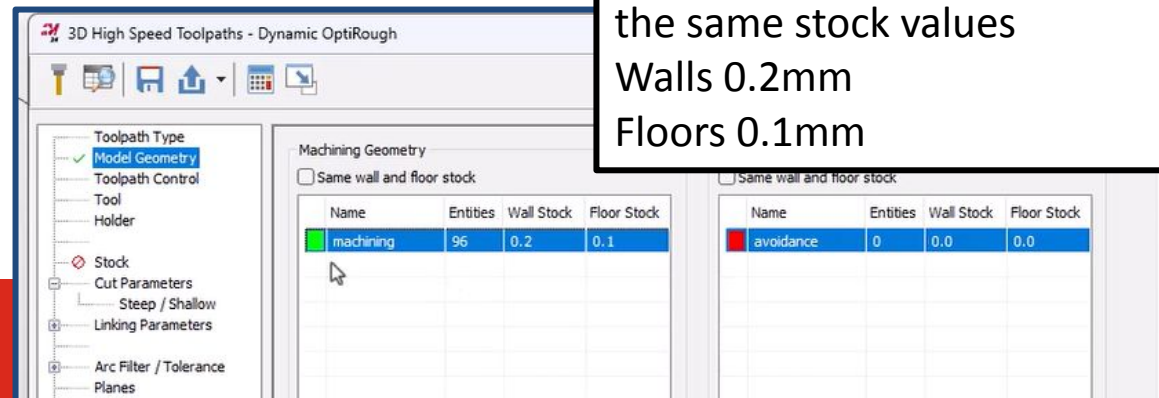 the same stock values
Walls 0.2mm
Floors 0.1mm
3D High Speed Toolpaths - Dynamic OptiRough
Toolpath Type
Model Geometry
Toolpath Control
Tool
Holder
Stock
Cut Parameters
Steep / Shallow
Linking Parameters
Arc Filter / Tolerance
Planes
Machining Geometry
Same wall and floor stock
Name Entities Wall Stock Floor Stock
machining 96 0.2 0.1
Same wall and floor stock
Name Entities Wall Stock Floor Stock
avoidance 0 0.0 0.0